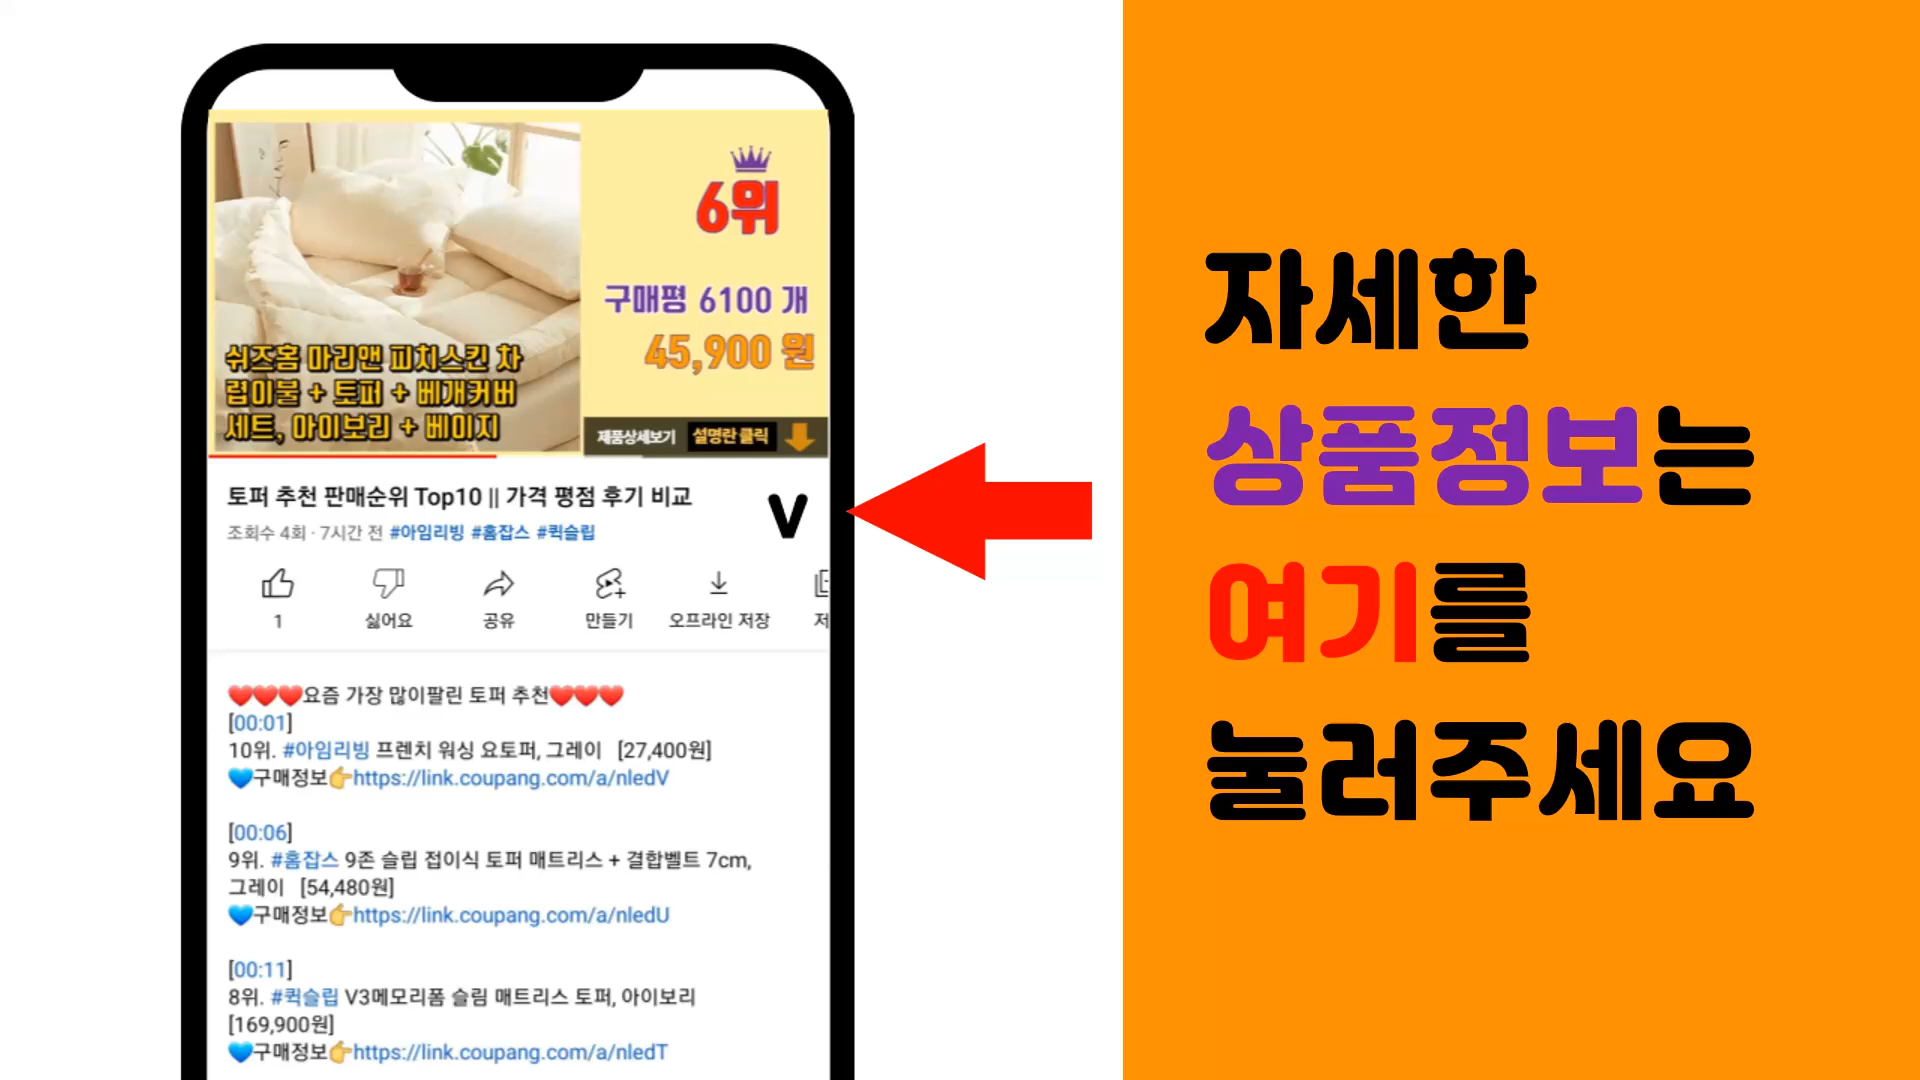 6위
구매평 6100 개
45,900 원
쉬즈홈 마리앤 피치스킨 차
렵이불 + 토퍼 + 베개커버
세트, 아이보리 + 베이지
제품상세보기 설명란 클릭
토퍼 추천 판매순위 Top10 || 가격 평점 후기 비교
V
조회수 4회 · 7시간 전 #아임리빙 #홈잡스 #퀵슬립
1 싫어요 공유 만들기 오프라인 저장 저
❤️❤️❤️요즘 가장 많이팔린 토퍼 추천❤️❤️❤️
[00:01]
10위. #아임리빙 프렌치 워싱 요토퍼, 그레이 [27,400원]
💙구매정보👉https://link.coupang.com/a/nledV
[00:06]
9위. #홈잡스 9존 슬립 접이식 토퍼 매트리스 + 결합벨트 7cm,
그레이 [54,480원]
💙구매정보👉https://link.coupang.com/a/nledU
[00:11]
8위. #퀵슬립 V3메모리폼 슬림 매트리스 토퍼, 아이보리
[169,900원]
💙구매정보👉https://link.coupang.com/a/nledT
자세한
상품정보는
여기를
눌러주세요